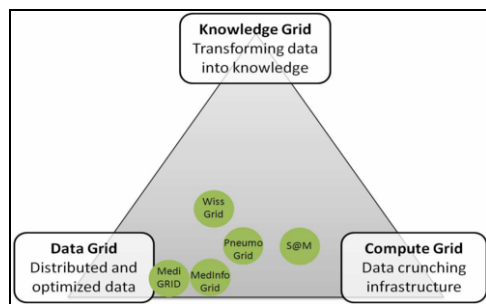 Knowledge Grid
Transforming data
into knowledge
Wiss
Grid
Pneumo
Grid
S@M
Data Grid
Distributed and
optimized data
Medi
GRID
MedInfo
Grid
Compute Grid
Data crunching
infrastructure